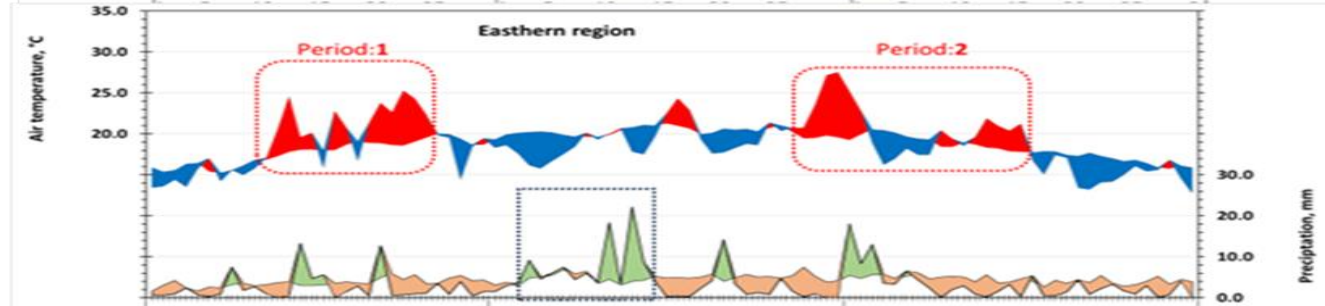 35.0
Easthern region
30.0
Period:1
Period:2
25.0
20.0
Air temperature, °C
30.0
20.0
10.0
0.0
Preciptation, mm